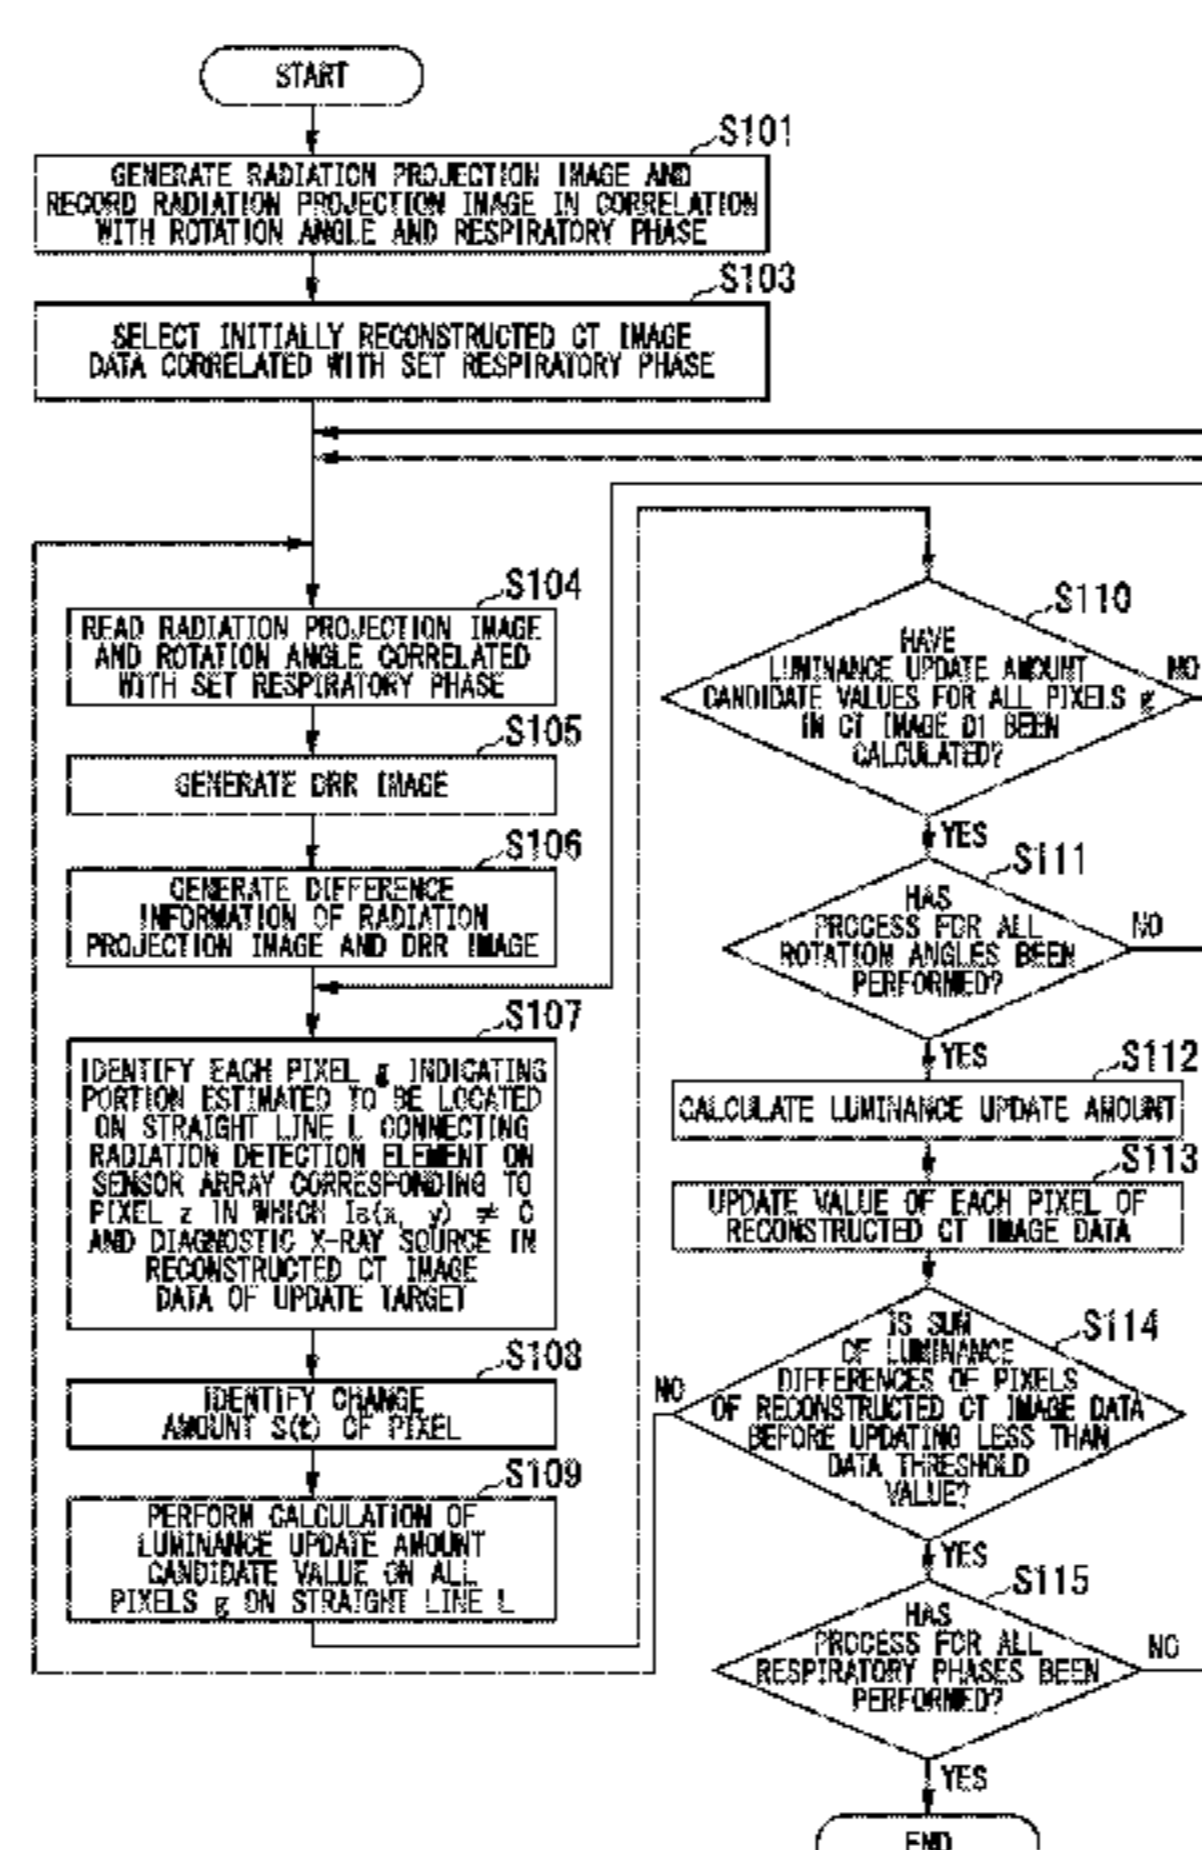 START
S101
GENERATE RADIATION PROJECTION IMAGE AND
RECORD RADIATION PROJECTION IMAGE IN CORRELATION
WITH ROTATION ANGLE AND RESPIRATORY PHASE
S103
SELECT INITIALLY RECONSTRUCTED CT IMAGE
DATA CORRELATED WITH SET RESPIRATORY PHASE
S104
READ RADIATION PROJECTION IMAGE
AND ROTATION ANGLE CORRELATED
WITH SET RESPIRATORY PHASE
S105
GENERATE DRR IMAGE
S106
GENERATE DIFFERENCE
INFORMATION OF RADIATION
PROJECTION IMAGE AND DRR IMAGE
S107
IDENTIFY EACH PIXEL g INDICATING
PORTION ESTIMATED TO BE LOCATED
ON STRAIGHT LINE L CONNECTING
RADIATION DETECTION ELEMENT ON
SENSOR ARRAY CORRESPONDING TO
PIXEL z IN WHICH (x, y) ≠ 0
AND DIAGNOSTIC X-RAY SOURCE IN
RECONSTRUCTED CT IMAGE
DATA OF UPDATE TARGET
S108
IDENTIFY CHANGE
AMOUNT S(t) OF PIXEL
S109
PERFORM CALCULATION OF
LUMINANCE UPDATE AMOUNT
CANDIDATE VALUE ON ALL
PIXELS g ON STRAIGHT LINE L
S110
HAVE
LUMINANCE UPDATE AMOUNT
CANDIDATE VALUES FOR ALL PIXELS g
IN CT IMAGE D1 BEEN
CALCULATED?
NO
YES
S111
HAS
PROCESS FOR ALL
ROTATION ANGLES BEEN
PERFORMED?
NO
YES
S112
CALCULATE LUMINANCE UPDATE AMOUNT
S113
UPDATE VALUE OF EACH PIXEL OF
RECONSTRUCTED CT IMAGE DATA
S114
IS SUM
OF LUMINANCE
DIFFERENCES OF PIXELS
OF RECONSTRUCTED CT IMAGE DATA
BEFORE UPDATING LESS THAN
DATA THRESHOLD
VALUE?
NO
YES
S115
HAS
PROCESS FOR ALL
RESPIRATORY PHASES BEEN
PERFORMED?
NO
YES
END